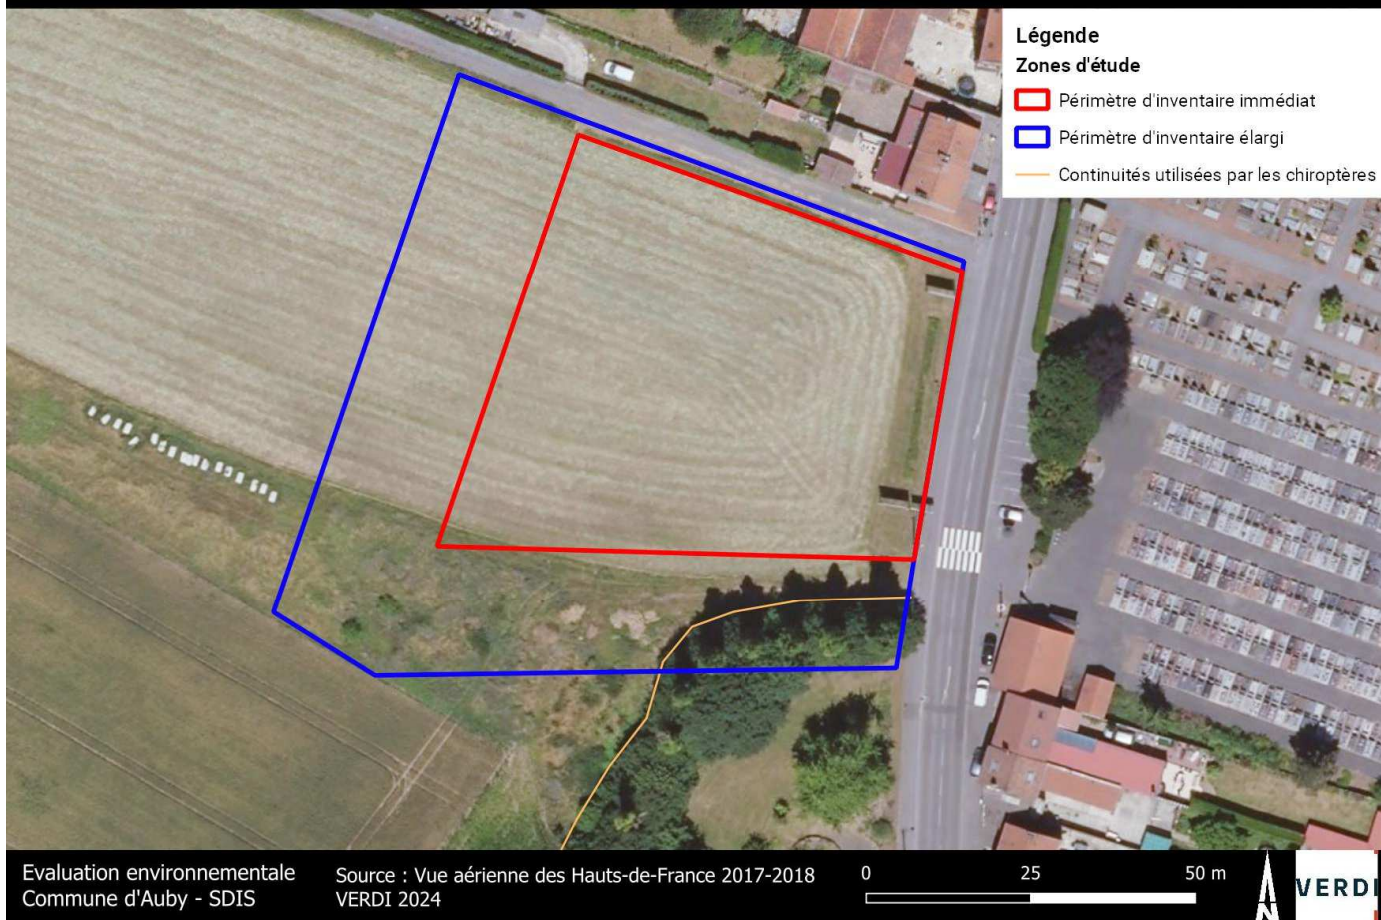 Légende
Zones d'étude
Périmètre d'inventaire immédiat
Périmètre d'inventaire élargi
Continuités utilisées par les chiroptères
Evaluation environnementale
Commune d'Auby - SDIS
Source : Vue aérienne des Hauts-de-France 2017-2018
VERDI 2024
0 25 50 m
N
VERDI